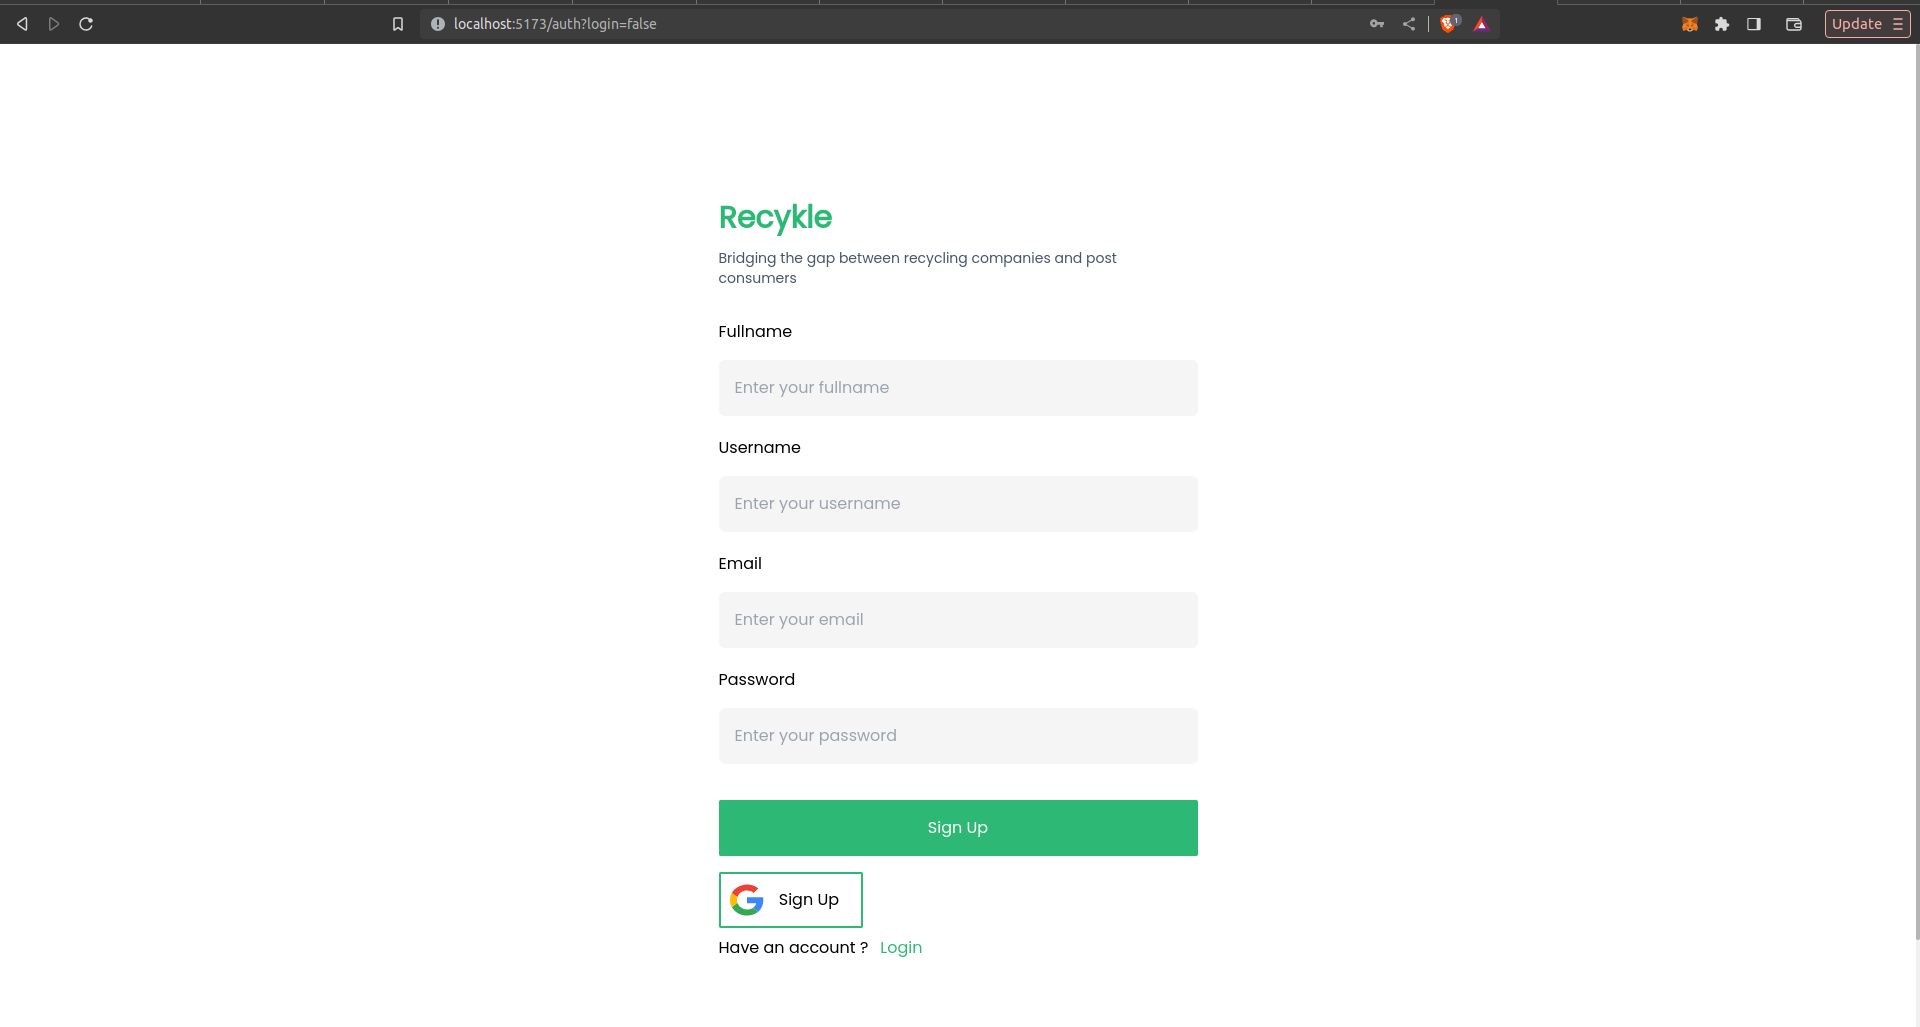 localhost:5173/auth?login=false
1
Update
Recykle
Bridging the gap between recycling companies and post
consumers
Fullname
Enter your fullname
Username
Enter your username
Email
Enter your email
Password
Enter your password
Sign Up
Sign Up
Have an account ? Login